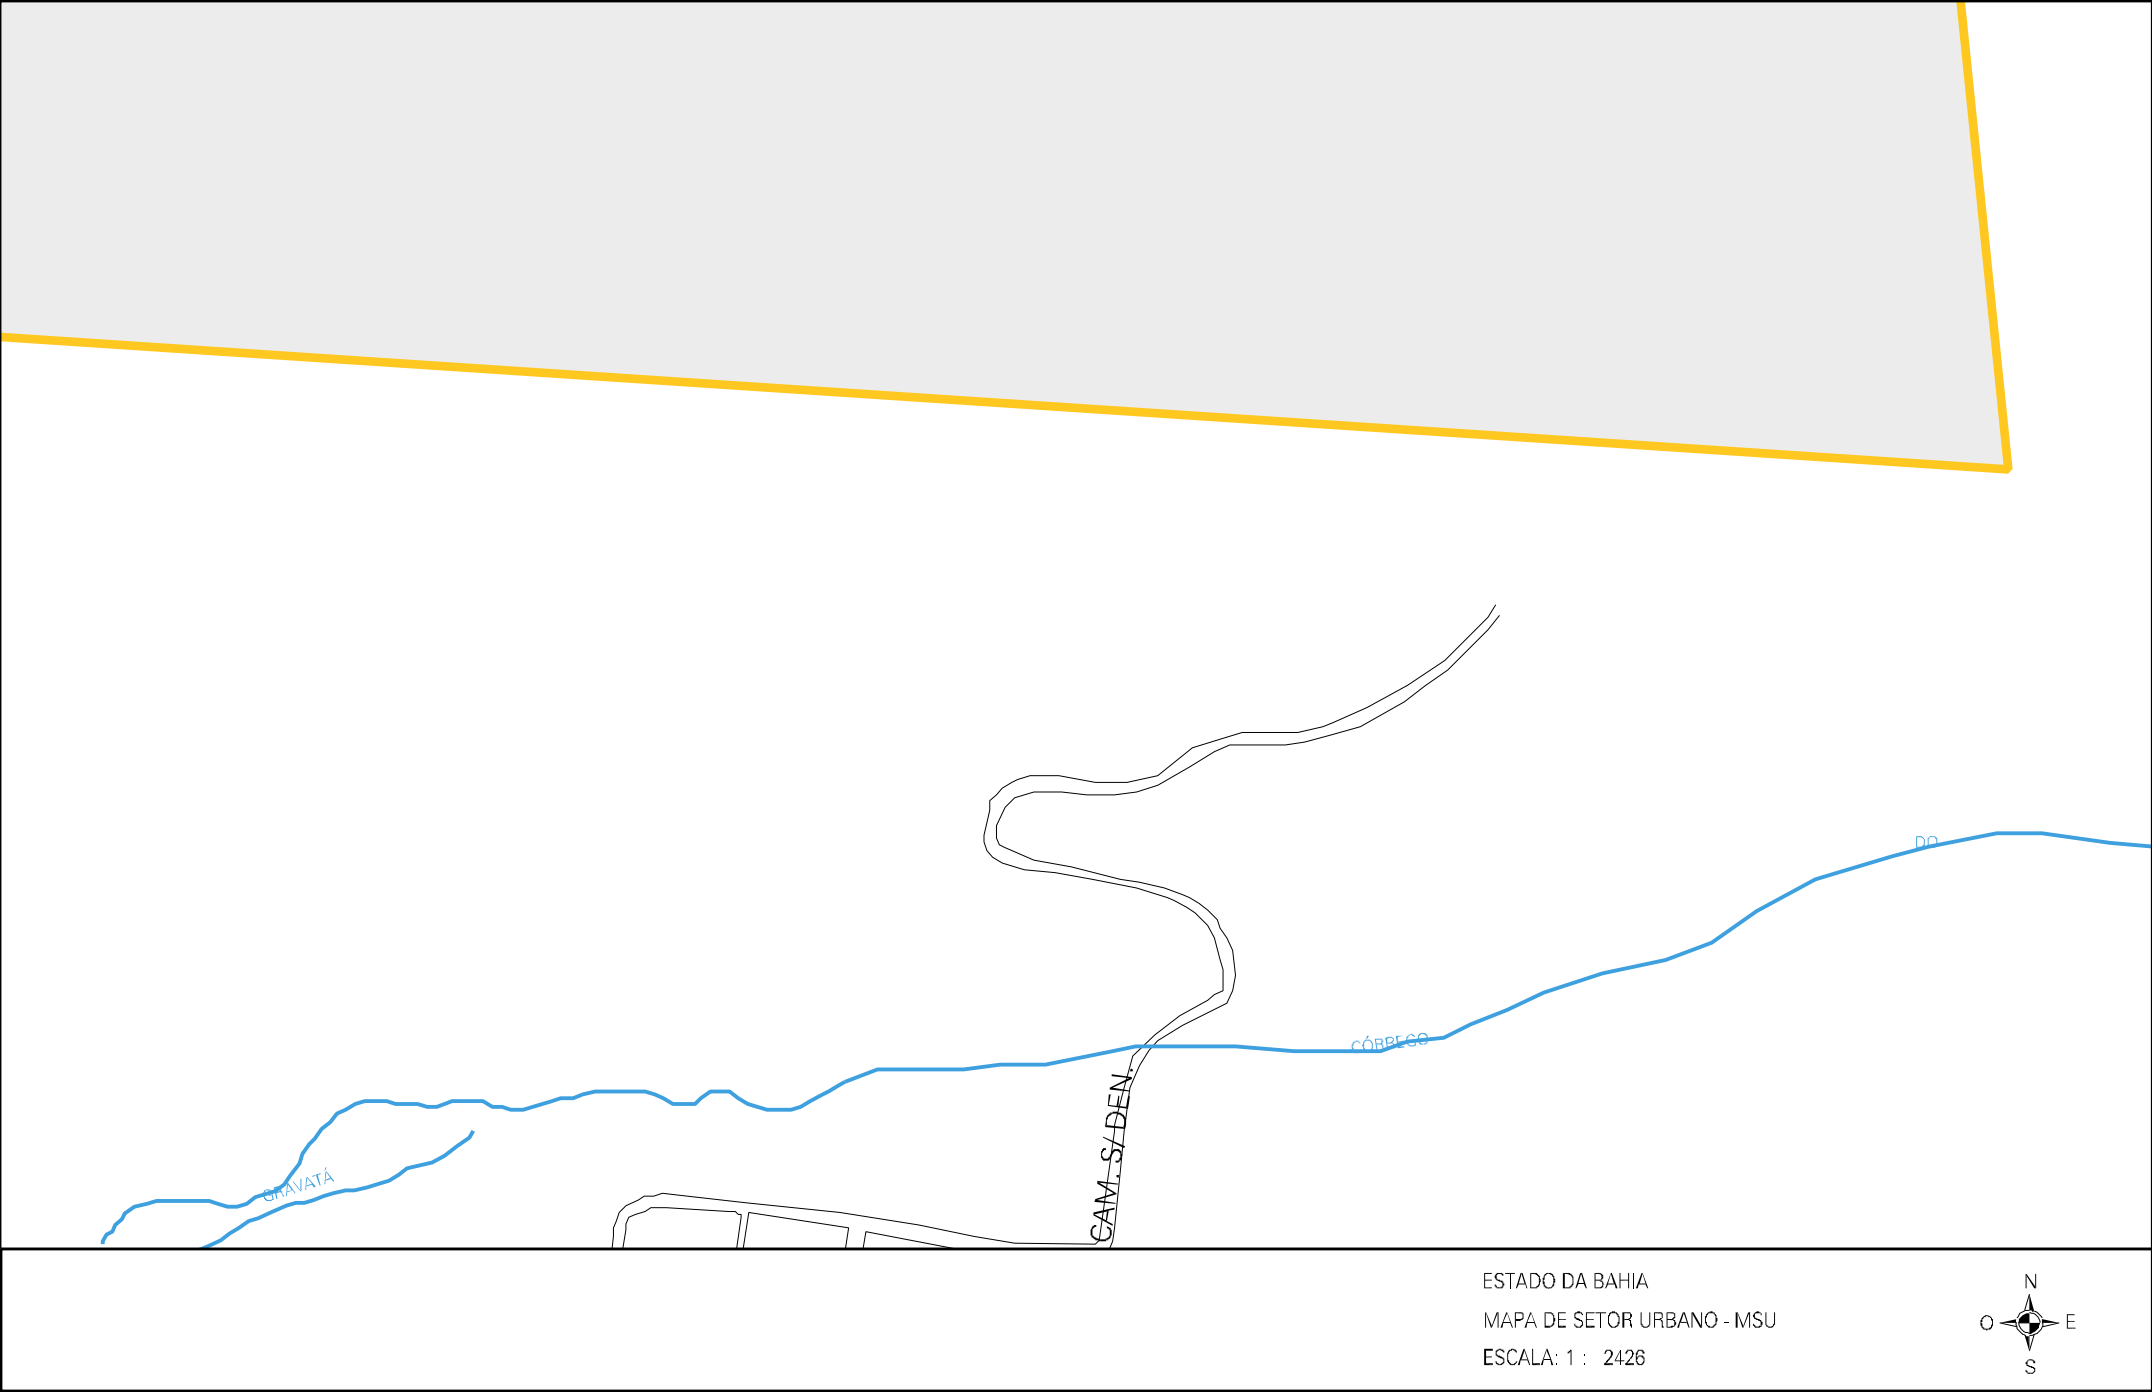 DO
CÓRREGO
CAM. S/ DEN.
GRAVATÁ
ESTADO DA BAHIA
MAPA DE SETOR URBANO - MSU
ESCALA: 1 : 2426
N
O E
S